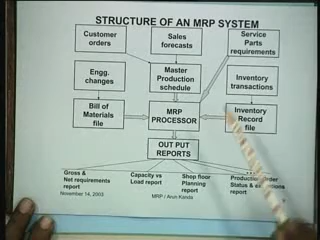 STRUCTURE OF AN MRP SYSTEM
Customer
orders
Sales
forecasts
Service
Parts
requirements
Engg.
changes
Master
Production
schedule
Inventory
transactions
Bill of
Materials
file
MRP
PROCESSOR
Inventory
Record
file
OUT PUT
REPORTS
Gross &
Net requirements
report
Capacity vs
Load report
Shop floor
Planning
report
Production Order
Status & exceptions
report
November 14, 2003
MRP / Arun Kanda